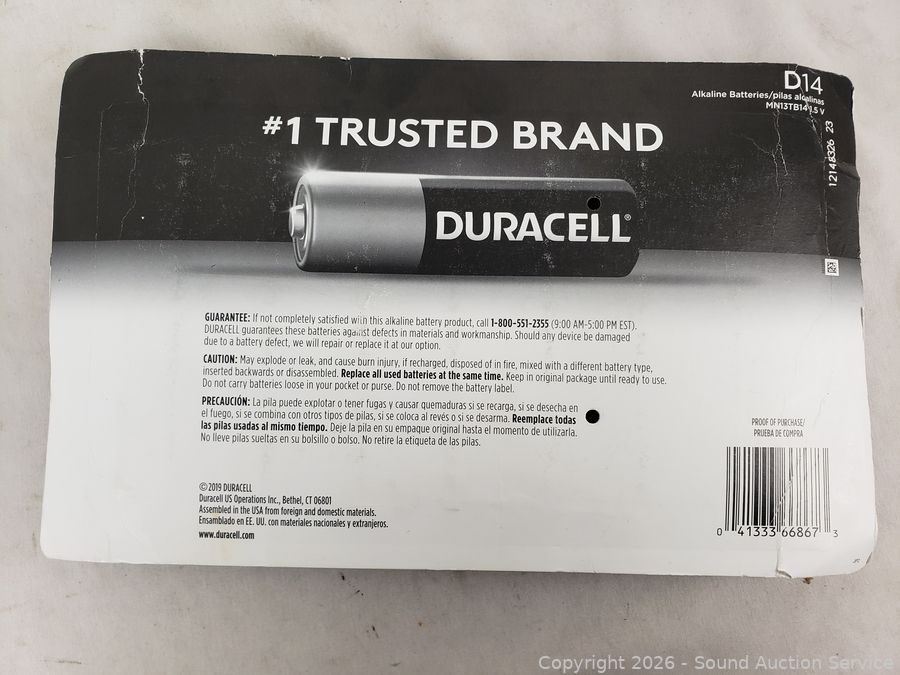 D14
Alkaline Batteries/pilas alcalinas
MN13TB14 1.5 V
#1 TRUSTED BRAND
12148326 23
DURACELL®
GUARANTEE: If not completely satisfied with this alkaline battery product, call 1-800-551-2355 (9:00 AM-5:00 PM EST).
DURACELL guarantees these batteries against defects in materials and workmanship. Should any device be damaged
due to a battery defect, we will repair or replace it at our option.
CAUTION: May explode or leak, and cause burn injury, if recharged, disposed of in fire, mixed with a different battery type,
inserted backwards or disassembled. Replace all used batteries at the same time. Keep in original package until ready to use.
Do not carry batteries loose in your pocket or purse. Do not remove the battery label.
PRECAUCIÓN: La pila puede explotar o tener fugas y causar quemaduras si se recarga, si se desecha en
el fuego, si se combina con otros tipos de pilas, si se coloca al revés o si se desarma. Reemplace todas
las pilas usadas al mismo tiempo. Deje la pila en su empaque original hasta el momento de utilizarla.
No lleve pilas sueltas en su bolsillo o bolso. No retire la etiqueta de las pilas.
PROOF OF PURCHASE/
PRUEBA DE COMPRA
©2019 DURACELL
Duracell US Operations Inc., Bethel, CT 06801
Assembled in the USA from foreign and domestic materials.
Ensamblado en EE. UU. con materiales nacionales y extranjeros.
www.duracell.com
0 41333 66867 3
Copyright 2026 - Sound Auction Service